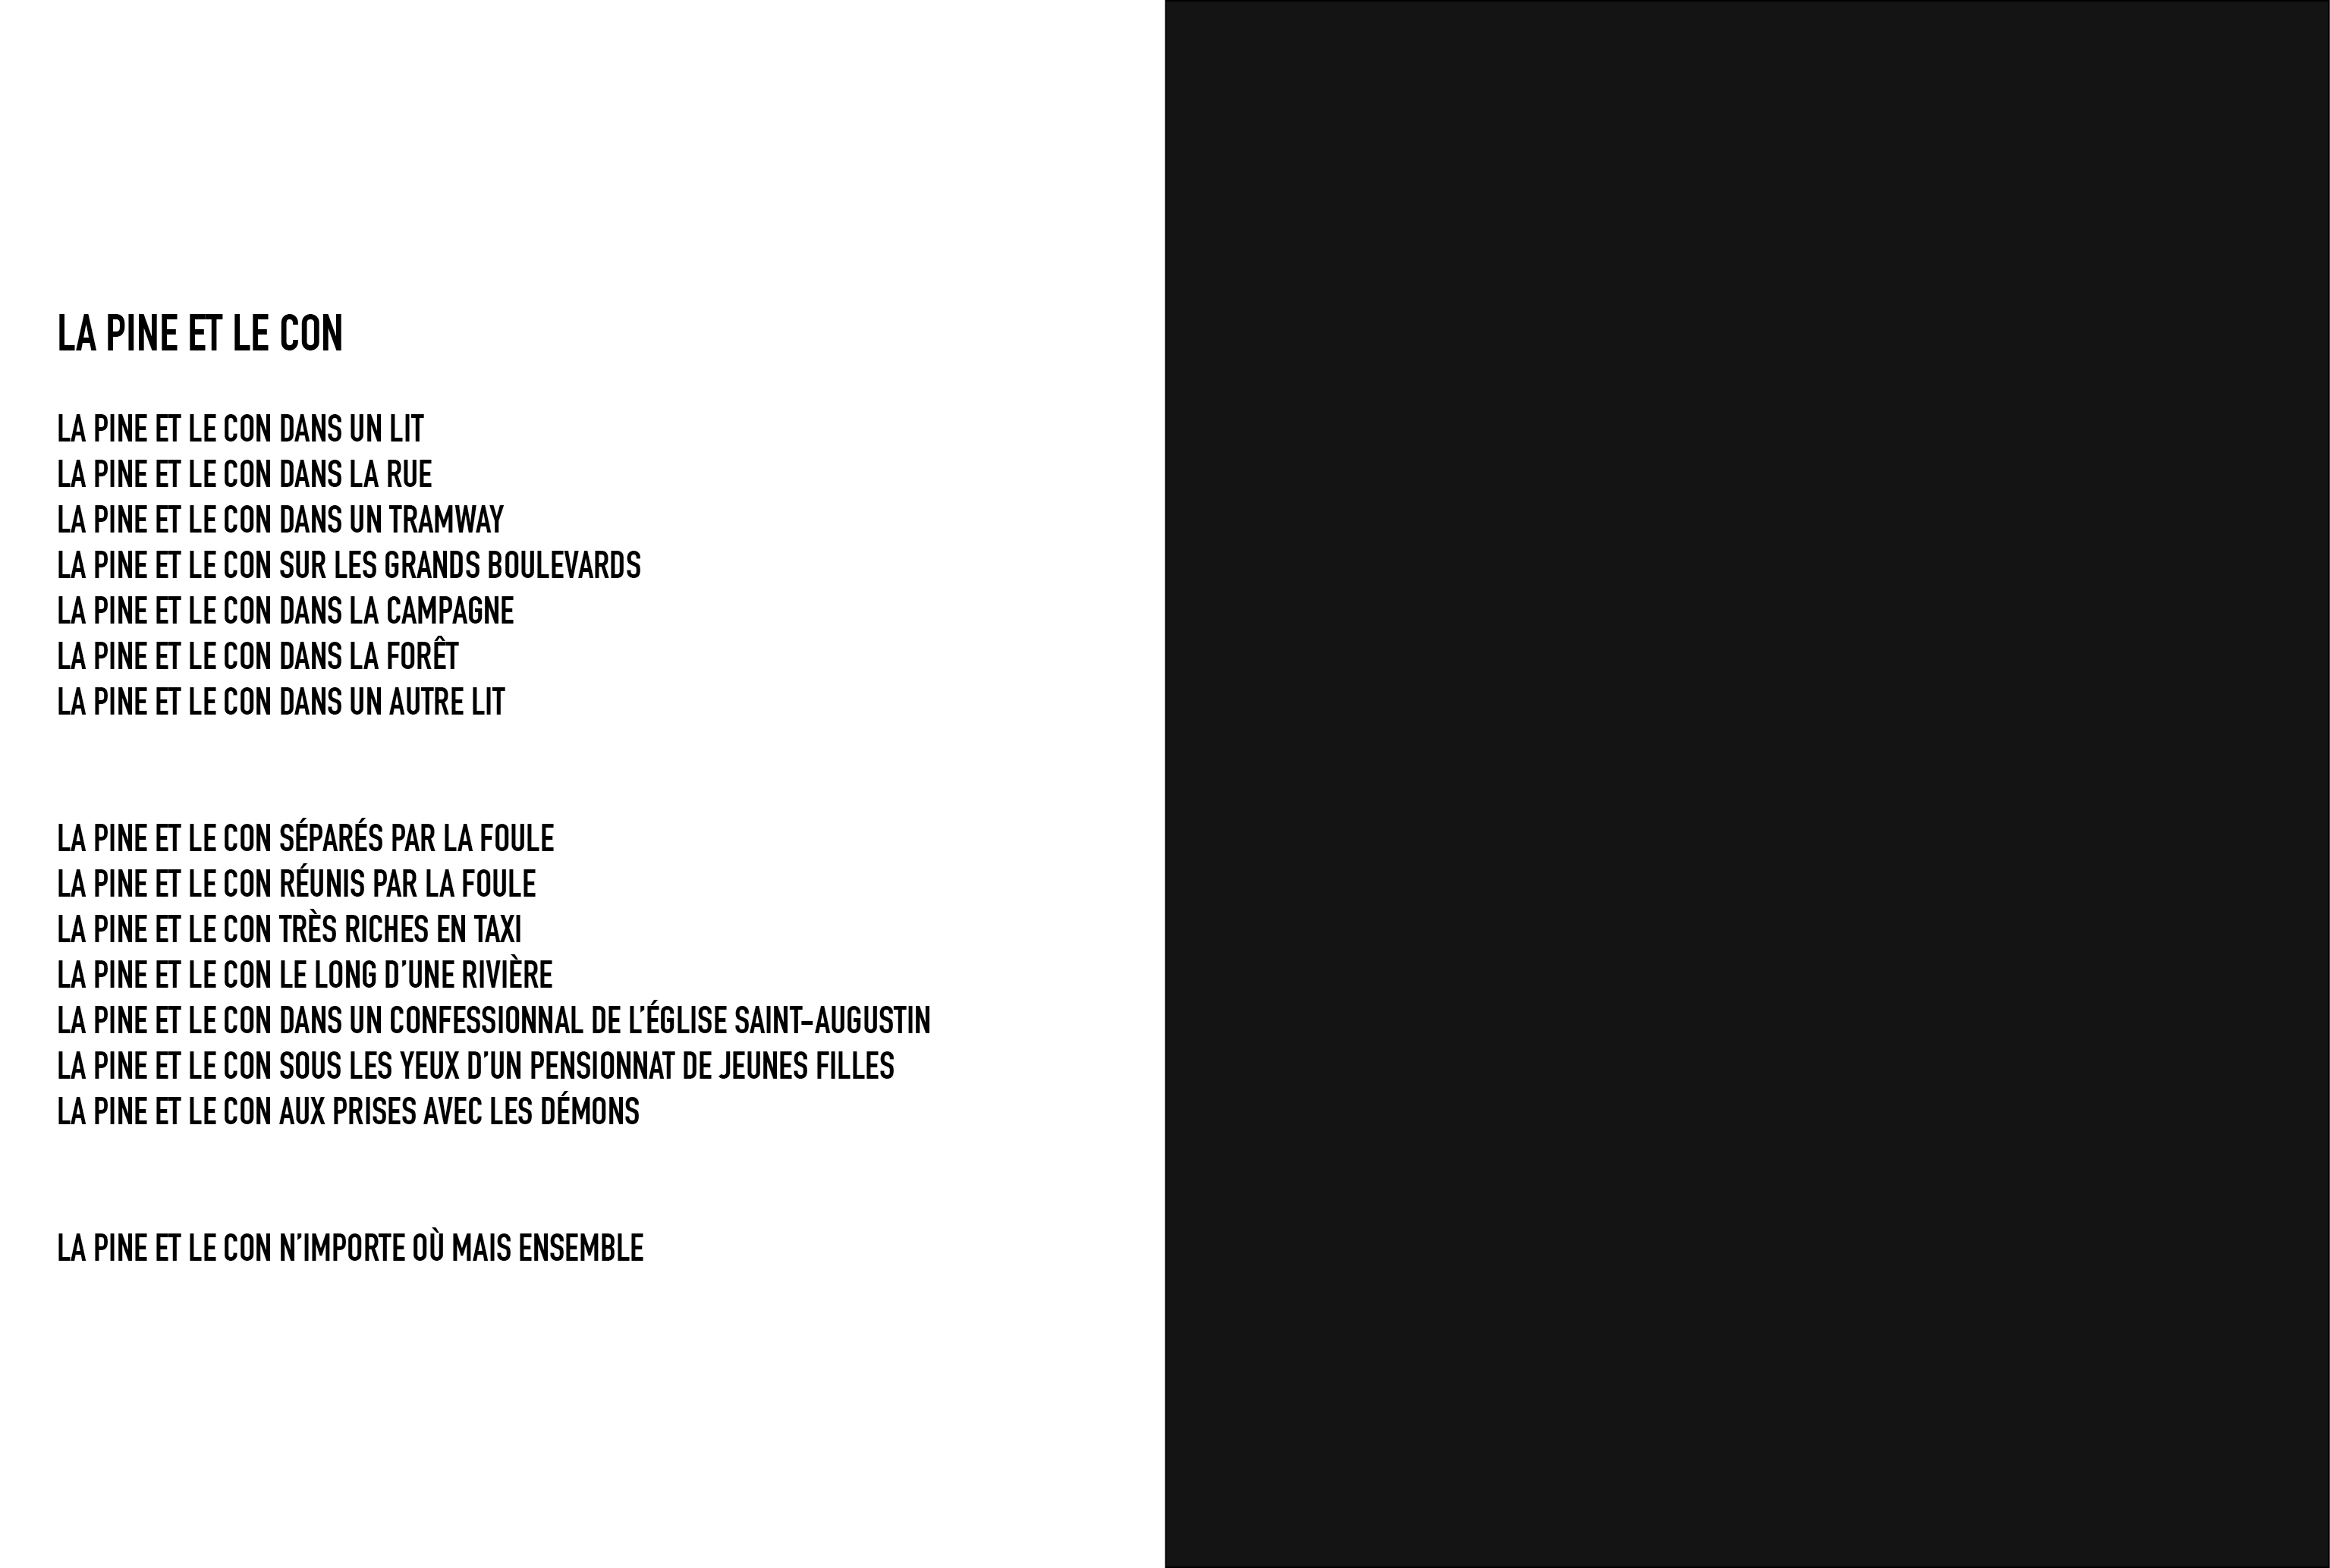 LA PINE ET LE CON
LA PINE ET LE CON DANS UN LIT
LA PINE ET LE CON DANS LA RUE
LA PINE ET LE CON DANS UN TRAMWAY
LA PINE ET LE CON SUR LES GRANDS BOULEVARDS
LA PINE ET LE CON DANS LA CAMPAGNE
LA PINE ET LE CON DANS LA FORÊT
LA PINE ET LE CON DANS UN AUTRE LIT
LA PINE ET LE CON SÉPARÉS PAR LA FOULE
LA PINE ET LE CON RÉUNIS PAR LA FOULE
LA PINE ET LE CON TRÈS RICHES EN TAXI
LA PINE ET LE CON LE LONG D’UNE RIVIÈRE
LA PINE ET LE CON DANS UN CONFESSIONNAL DE L’ÉGLISE SAINT-AUGUSTIN
LA PINE ET LE CON SOUS LES YEUX D’UN PENSIONNAT DE JEUNES FILLES
LA PINE ET LE CON AUX PRISES AVEC LES DÉMONS
LA PINE ET LE CON N’IMPORTE OÙ MAIS ENSEMBLE